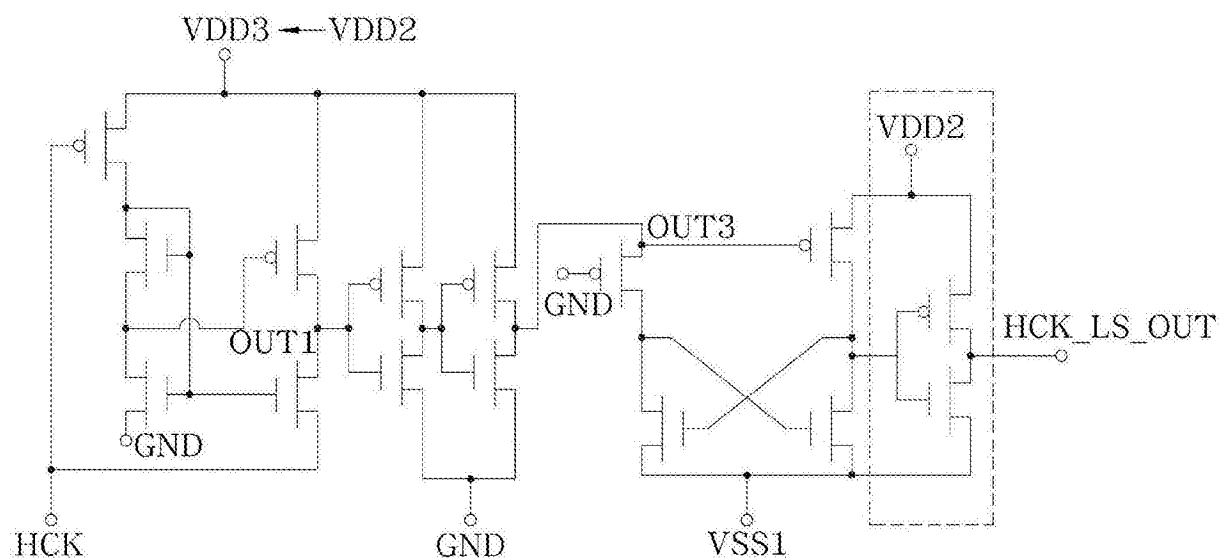 VDD3 ← VDD2
VDD2
OUT3
GND
OUT1
HCK_LS_OUT
GND
HCK
GND
VSS1